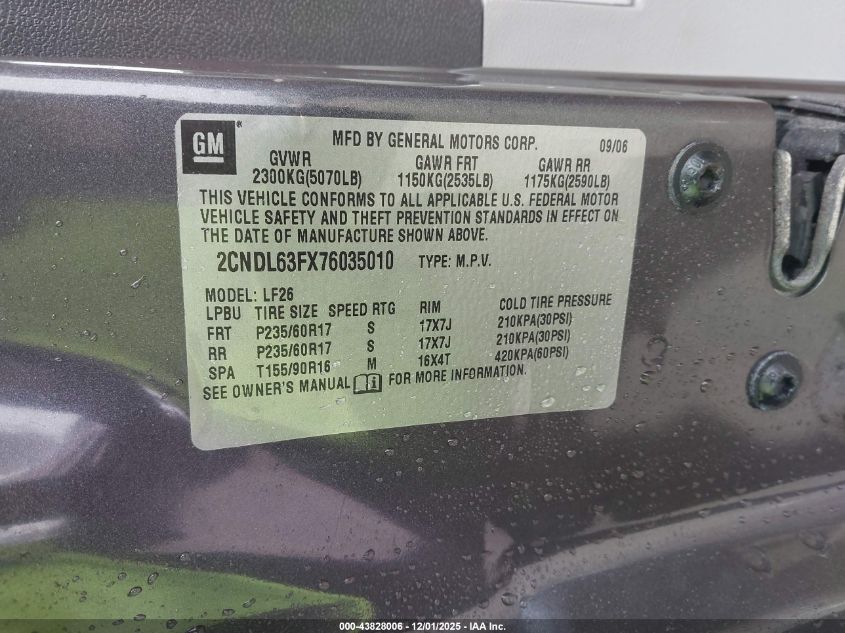 GM®
MFD BY GENERAL MOTORS CORP. 09/06
GVWR GAWR FRT GAWR RR
2300KG(5070LB) 1150KG(2535LB) 1175KG(2590LB)
THIS VEHICLE CONFORMS TO ALL APPLICABLE U.S. FEDERAL MOTOR
VEHICLE SAFETY AND THEFT PREVENTION STANDARDS IN EFFECT ON
THE DATE OF MANUFACTURE SHOWN ABOVE.
2CNDL63FX76035010 TYPE: M.P.V.
MODEL: LF26
LPBU TIRE SIZE SPEED RTG RIM COLD TIRE PRESSURE
FRT P235/60R17 S 17X7J 210KPA(30PSI)
RR P235/60R17 S 17X7J 210KPA(30PSI)
SPA T155/90R16 M 16X4T 420KPA(60PSI)
SEE OWNER'S MANUAL FOR MORE INFORMATION.
000-43828006 - 12/01/2025 - IAA Inc.